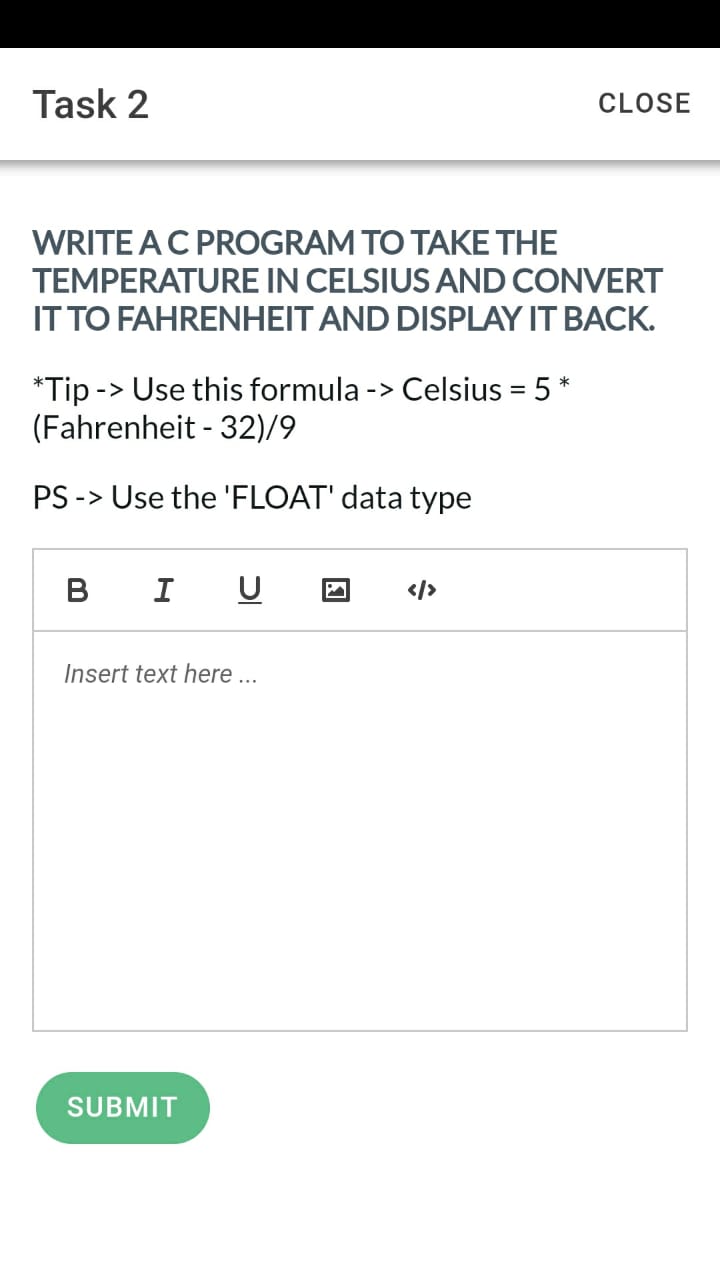 Task 2
CLOSE
WRITE A C PROGRAM TO TAKE THE
TEMPERATURE IN CELSIUS AND CONVERT
IT TO FAHRENHEIT AND DISPLAY IT BACK.
*Tip -> Use this formula -> Celsius = 5 *
(Fahrenheit - 32)/9
PS -> Use the 'FLOAT' data type
B I U </>
Insert text here ...
SUBMIT